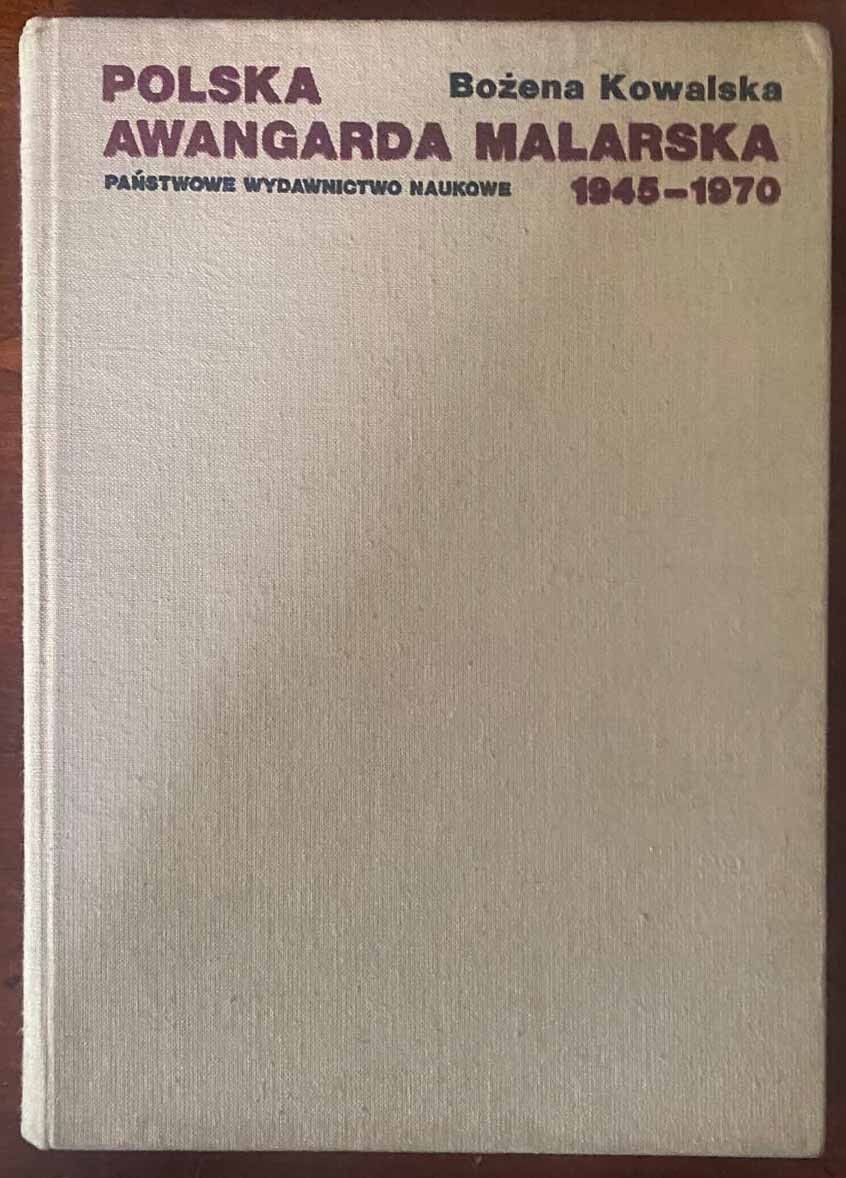 POLSKA Bożena Kowalska
AWANGARDA MALARSKA
PAŃSTWOWE WYDAWNICTWO NAUKOWE 1945–1970